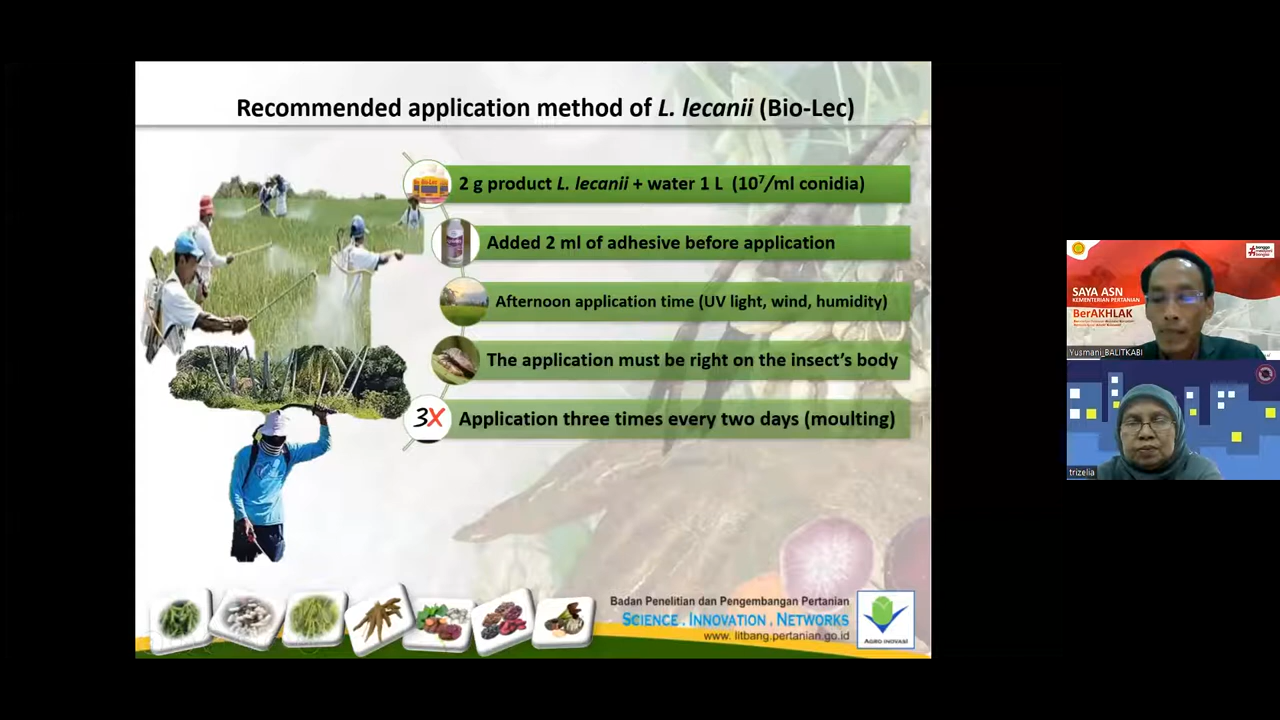 Recommended application method of L. lecanii (Bio-Lec)
2 g product L. lecanii + water 1 L (10⁷/ml conidia)
Added 2 ml of adhesive before application
Afternoon application time (UV light, wind, humidity)
The application must be right on the insect's body
3X
Application three times every two days (moulting)
Badan Penelitian dan Pengembangan Pertanian
SCIENCE . INNOVATION . NETWORKS
www. litbang.pertanian.go.id
AGRO INOVASI
SAYA ASN
KEMENTERIAN PERTANIAN
BerAKHLAK
Yusmani_BALITKABI
trizelia